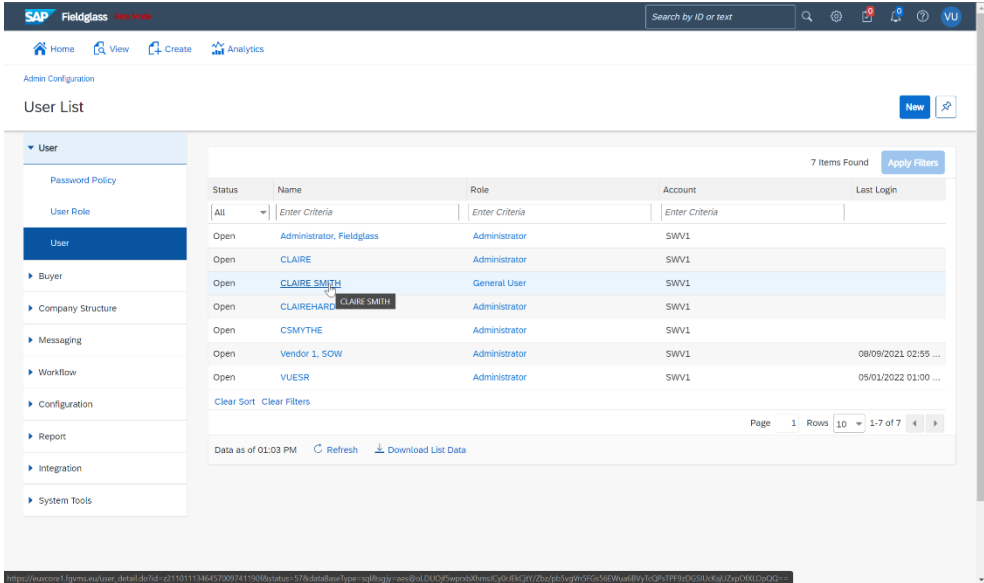 SAP Fieldglass
Search by ID or text
0 0 VU
Home View Create Analytics
Admin Configuration
User List
New
User
Password Policy
User Role
User
Buyer
Company Structure
Messaging
Workflow
Configuration
Report
Integration
System Tools
7 Items Found Apply Filters
Status Name Role Account Last Login
All Enter Criteria Enter Criteria Enter Criteria
Open Administrator, Fieldglass Administrator SWV1
Open CLAIRE Administrator SWV1
Open CLAIRE SMITH General User SWV1
CLAIRE SMITH
Open CLAIREHARD Administrator SWV1
Open CSMYTHE Administrator SWV1
Open Vendor 1, SOW Administrator SWV1 08/09/2021 02:55 ...
Open VUESR Administrator SWV1 05/01/2022 01:00 ...
Clear Sort Clear Filters
Page 1 Rows 10 1-7 of 7
Data as of 01:03 PM Refresh Download List Data